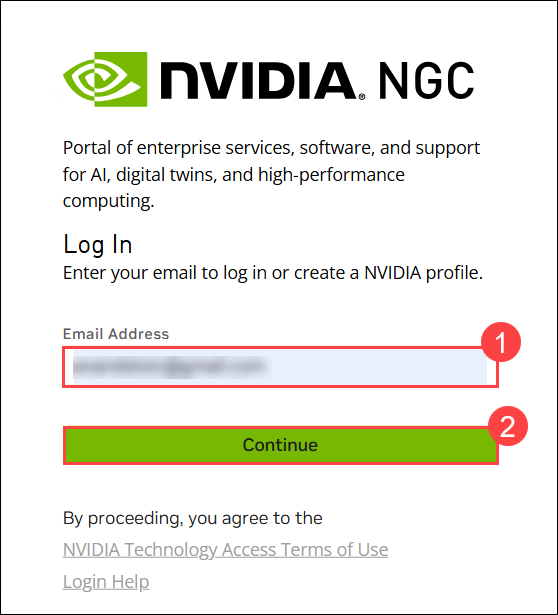 NVIDIA. NGC
Portal of enterprise services, software, and support
for AI, digital twins, and high-performance
computing.
Log In
Enter your email to log in or create a NVIDIA profile.
Email Address
1
Continue
2
By proceeding, you agree to the
NVIDIA Technology Access Terms of Use
Login Help